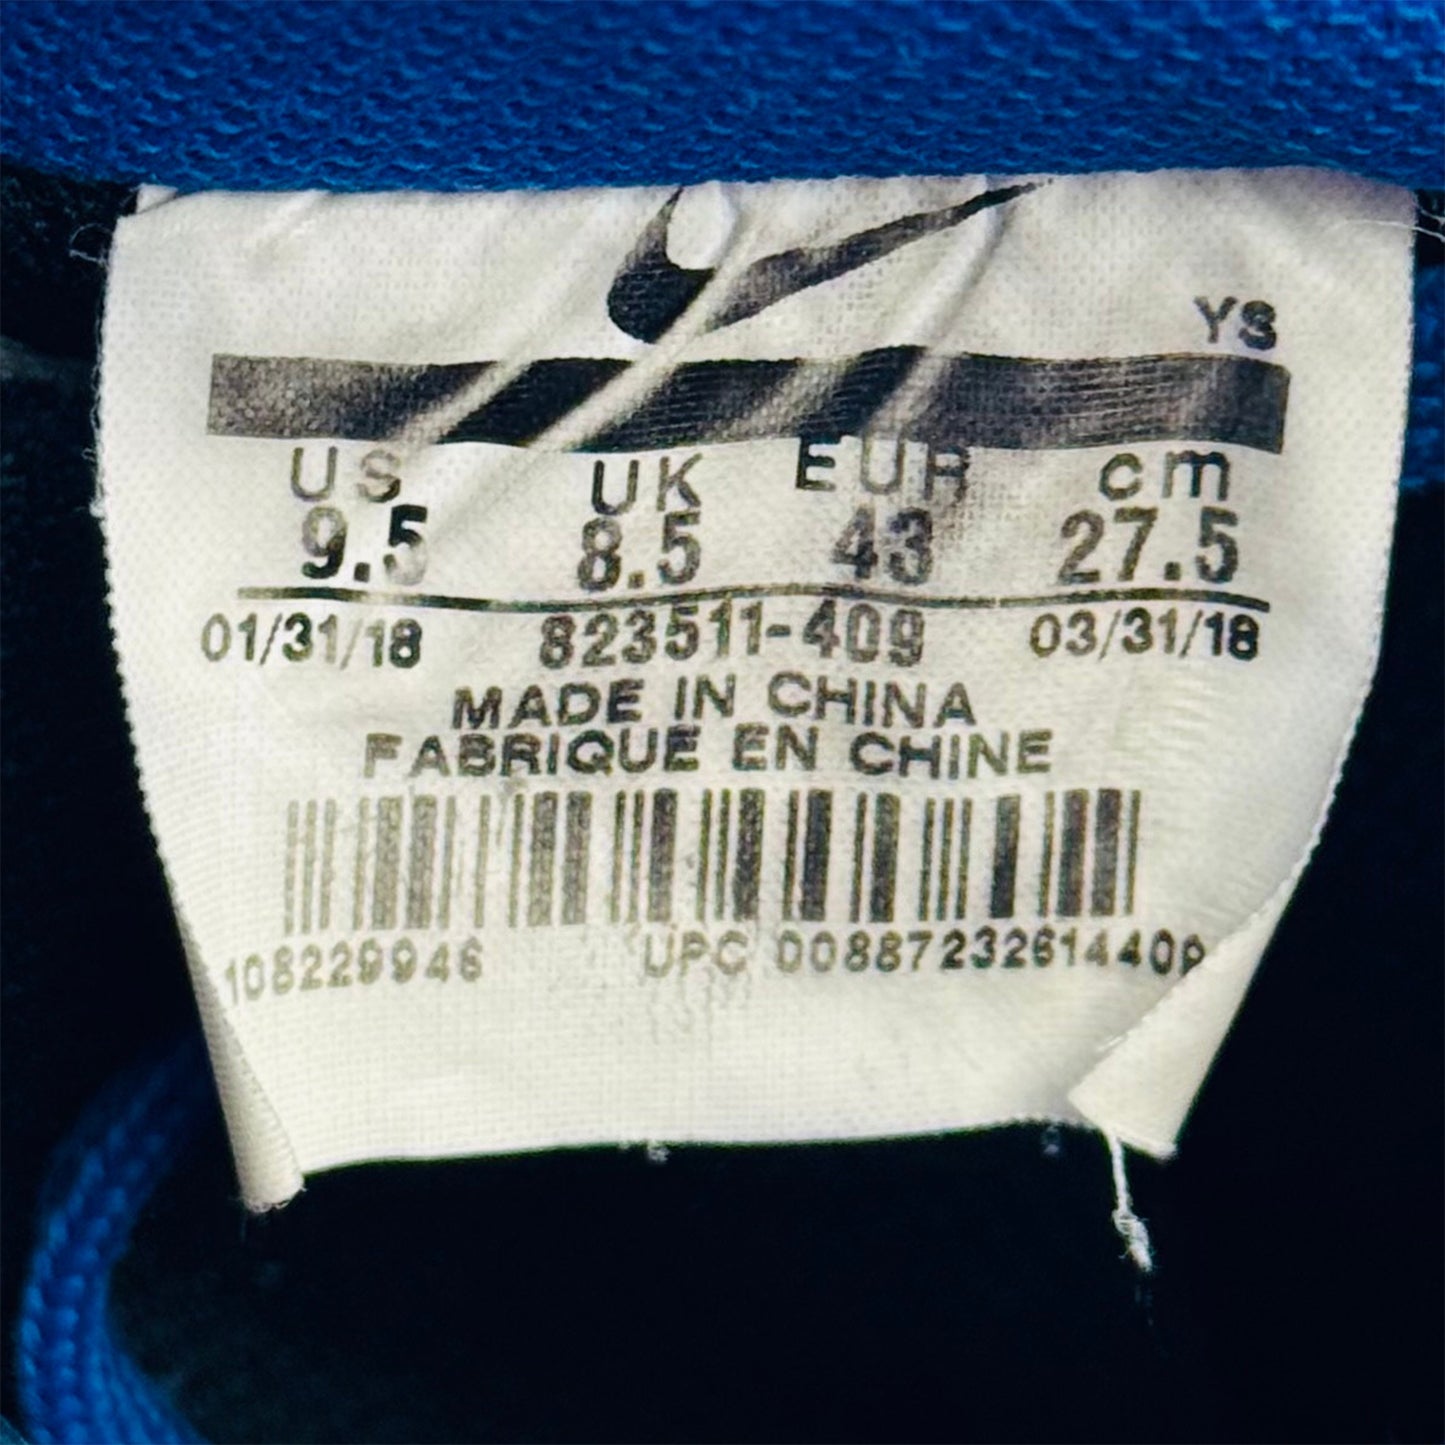 YS
US UK EUR cm
9.5 8.5 43 27.5
01/31/18 823511-409 03/31/18
MADE IN CHINA
FABRIQUE EN CHINE
108229946 UPC 00887232614409